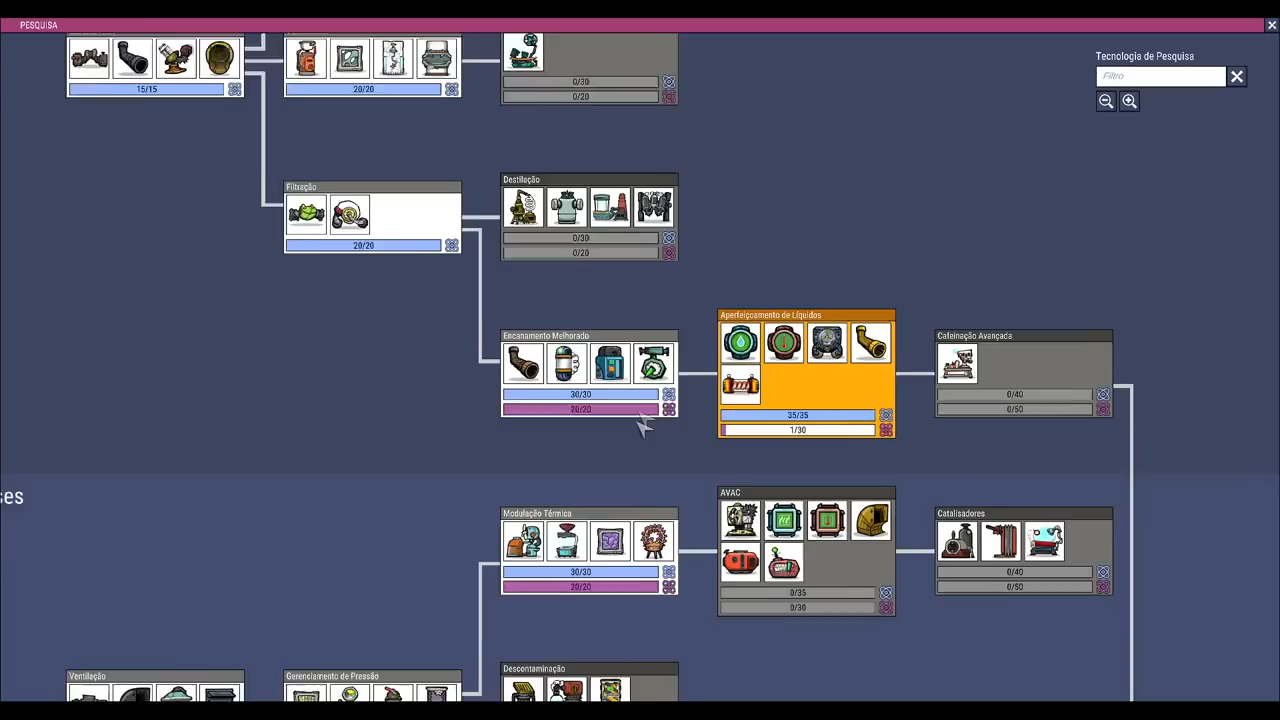 PESQUISA
Tecnologia de Pesquisa
Filtro
15/15
20/20
0/30
0/20
Filtração
20/20
Destilação
0/30
0/20
Encanamento Melhorado
30/30
20/20
Aperfeiçoamento de Líquidos
35/35
1/30
Cafeinação Avançada
0/40
0/50
ses
Modulação Térmica
30/30
20/20
AVAC
0/35
0/30
Catalisadores
0/40
0/50
Ventilação
Gerenciamento de Pressão
Descontaminação